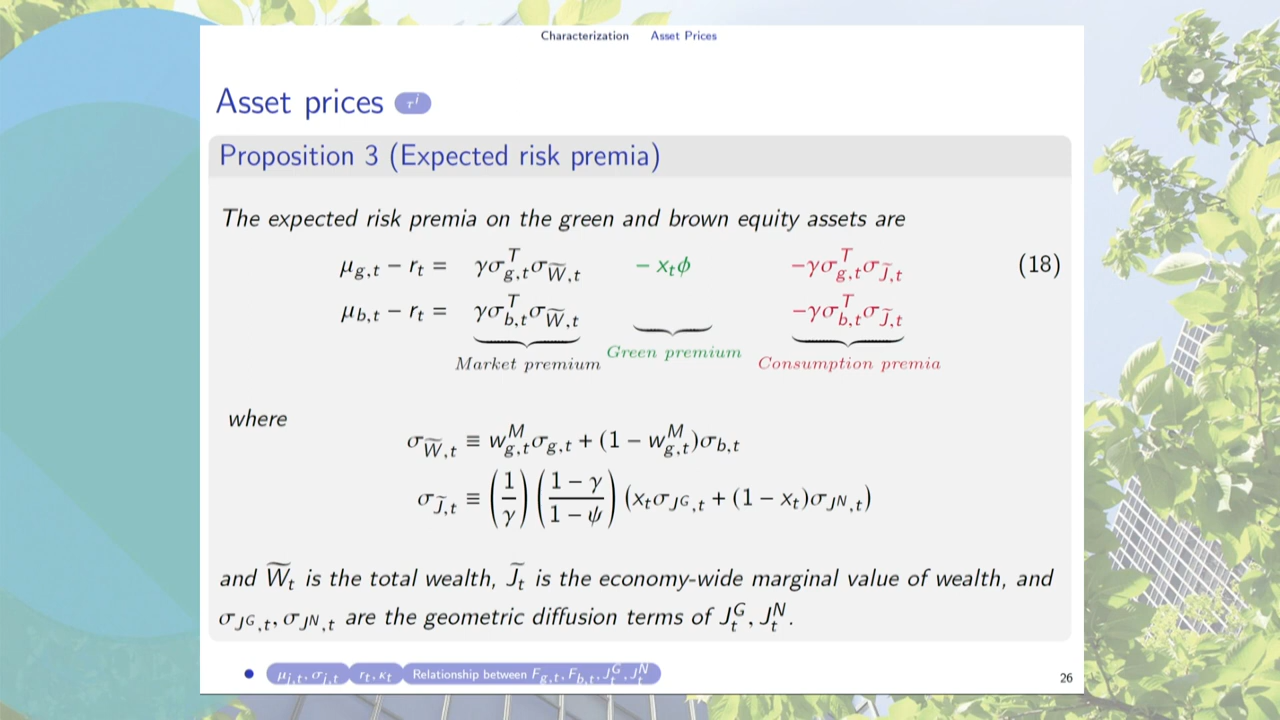 Characterization Asset Prices
Asset prices τ^i
Proposition 3 (Expected risk premia)
The expected risk premia on the green and brown equity assets are
μ_{g,t} − r_t = γσ^T_{g,t}σ_{W̃,t} − x_tϕ −γσ^T_{g,t}σ_{J̃,t} (18)
μ_{b,t} − r_t = γσ^T_{b,t}σ_{W̃,t} −γσ^T_{b,t}σ_{J̃,t}
Market premium Green premium Consumption premia
where
σ_{W̃,t} ≡ w^M_{g,t}σ_{g,t} + (1 − w^M_{g,t})σ_{b,t}
σ_{J̃,t} ≡ (1/γ) ((1 − γ)/(1 − ψ)) (x_tσ_{J^G,t} + (1 − x_t)σ_{J^N,t})
and W̃_t is the total wealth, J̃_t is the economy-wide marginal value of wealth, and
σ_{J^G,t}, σ_{J^N,t} are the geometric diffusion terms of J^G_t, J^N_t.
• μ_{i,t}, σ_{i,t} r_t, κ_t Relationship between F_{g,t}, F_{b,t}, J^G_t, J^N_t
26